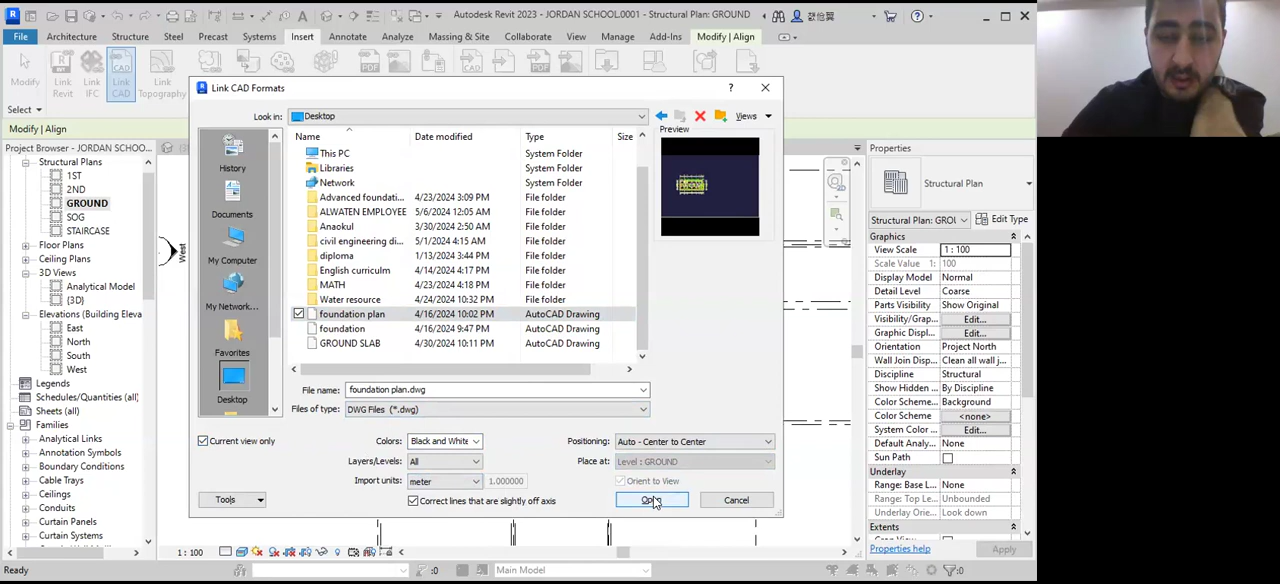 Autodesk Revit 2023 - JORDAN SCHOOL.0001 - Structural Plan: GROUND
File Architecture Structure Steel Precast Systems Insert Annotate Analyze Massing & Site Collaborate View Manage Add-Ins Modify | Align
Modify Link Revit Link IFC Link CAD Link Topography
Select
Modify | Align
Project Browser - JORDAN SCHOO...
Structural Plans
1ST
2ND
GROUND
SOG
STAIRCASE
Floor Plans
Ceiling Plans
3D Views
Analytical Model
{3D}
Elevations (Building Eleva
East
North
South
West
Legends
Schedules/Quantities (all)
Sheets (all)
Families
Analytical Links
Annotation Symbols
Boundary Conditions
Cable Trays
Ceilings
Conduits
Curtain Panels
Curtain Systems
West
Link CAD Formats
Look in: Desktop
Views
History
Documents
My Computer
My Network...
Favorites
Desktop
Name Date modified Type Size
This PC System Folder
Libraries System Folder
Network System Folder
Advanced foundati... 4/23/2024 3:09 PM File folder
ALWATEN EMPLOYEE 5/6/2024 12:05 AM File folder
Anaokul 3/30/2024 2:50 AM File folder
civil engineering di... 5/1/2024 4:15 AM File folder
diploma 1/13/2024 3:44 PM File folder
English curriculm 4/14/2024 4:17 PM File folder
MATH 4/23/2024 4:18 PM File folder
Water resource 4/24/2024 10:32 PM File folder
foundation plan 4/16/2024 10:02 PM AutoCAD Drawing
foundation 4/16/2024 9:47 PM AutoCAD Drawing
GROUND SLAB 4/30/2024 10:11 PM AutoCAD Drawing
Preview
File name: foundation plan.dwg
Files of type: DWG Files (*.dwg)
Current view only
Colors: Black and White
Layers/Levels: All
Import units: meter 1.000000
Correct lines that are slightly off axis
Positioning: Auto - Center to Center
Place at: Level : GROUND
Orient to View
Tools Open Cancel
Properties
Structural Plan
Structural Plan: GROU Edit Type
Graphics
View Scale 1 : 100
Scale Value 1: 100
Display Model Normal
Detail Level Coarse
Parts Visibility Show Original
Visibility/Grap... Edit...
Graphic Displ... Edit...
Orientation Project North
Wall Join Disp... Clean all wall j...
Discipline Structural
Show Hidden ... By Discipline
Color Scheme... Background
Color Scheme <none>
System Color ... Edit...
Default Analy... None
Sun Path
Underlay
Range: Base L... None
Range: Top Le... Unbounded
Underlay Orie... Look down
Extents
Properties help Apply
1 : 100
Ready :0 Main Model :0